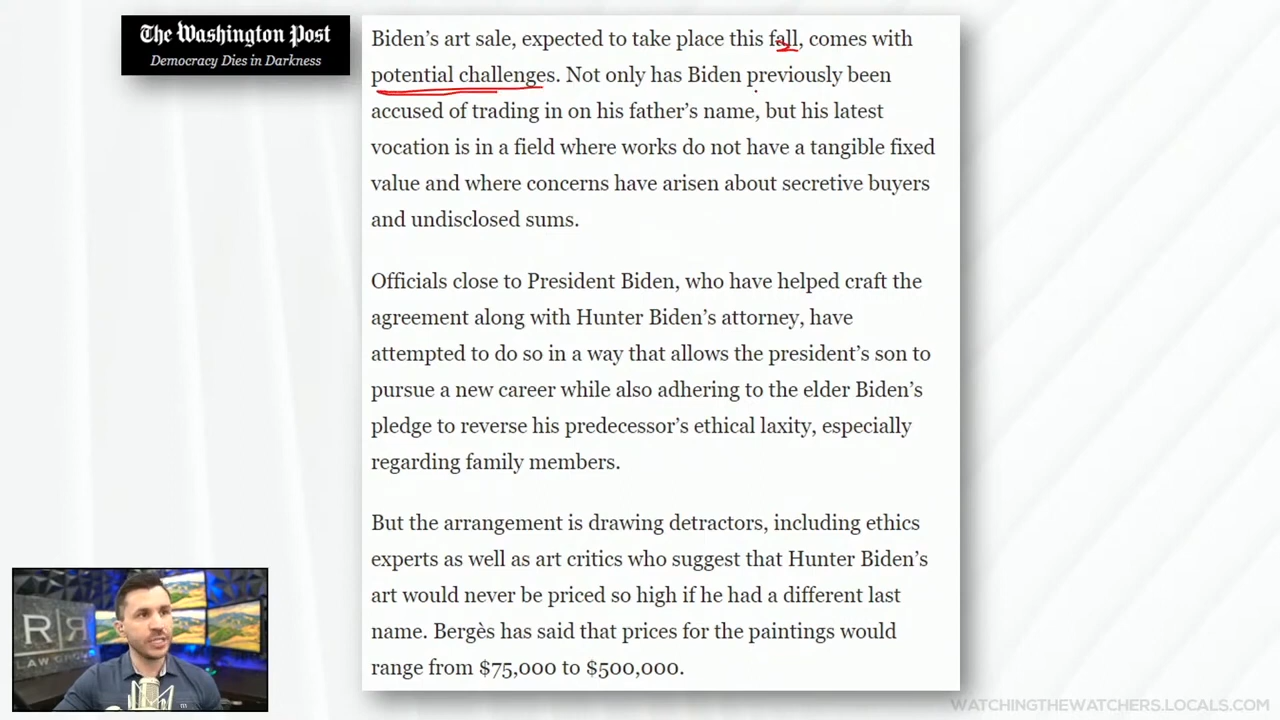 The Washington Post
Democracy Dies in Darkness
Biden’s art sale, expected to take place this fall, comes with
potential challenges. Not only has Biden previously been
accused of trading in on his father’s name, but his latest
vocation is in a field where works do not have a tangible fixed
value and where concerns have arisen about secretive buyers
and undisclosed sums.
Officials close to President Biden, who have helped craft the
agreement along with Hunter Biden’s attorney, have
attempted to do so in a way that allows the president’s son to
pursue a new career while also adhering to the elder Biden’s
pledge to reverse his predecessor’s ethical laxity, especially
regarding family members.
But the arrangement is drawing detractors, including ethics
experts as well as art critics who suggest that Hunter Biden’s
art would never be priced so high if he had a different last
name. Bergès has said that prices for the paintings would
range from $75,000 to $500,000.
R|R
LAW GROUP
WATCHINGTHEWATCHERS.LOCALS.COM